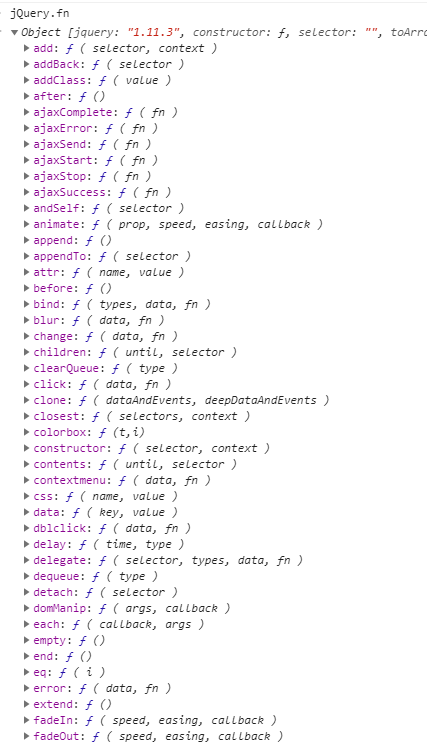 jQuery.fn
Object [jquery: "1.11.3", constructor: ƒ, selector: "", toArra
add: ƒ ( selector, context )
addBack: ƒ ( selector )
addClass: ƒ ( value )
after: ƒ ()
ajaxComplete: ƒ ( fn )
ajaxError: ƒ ( fn )
ajaxSend: ƒ ( fn )
ajaxStart: ƒ ( fn )
ajaxStop: ƒ ( fn )
ajaxSuccess: ƒ ( fn )
andSelf: ƒ ( selector )
animate: ƒ ( prop, speed, easing, callback )
append: ƒ ()
appendTo: ƒ ( selector )
attr: ƒ ( name, value )
before: ƒ ()
bind: ƒ ( types, data, fn )
blur: ƒ ( data, fn )
change: ƒ ( data, fn )
children: ƒ ( until, selector )
clearQueue: ƒ ( type )
click: ƒ ( data, fn )
clone: ƒ ( dataAndEvents, deepDataAndEvents )
closest: ƒ ( selectors, context )
colorbox: ƒ (t,i)
constructor: ƒ ( selector, context )
contents: ƒ ( until, selector )
contextmenu: ƒ ( data, fn )
css: ƒ ( name, value )
data: ƒ ( key, value )
dblclick: ƒ ( data, fn )
delay: ƒ ( time, type )
delegate: ƒ ( selector, types, data, fn )
dequeue: ƒ ( type )
detach: ƒ ( selector )
domManip: ƒ ( args, callback )
each: ƒ ( callback, args )
empty: ƒ ()
end: ƒ ()
eq: ƒ ( i )
error: ƒ ( data, fn )
extend: ƒ ()
fadeIn: ƒ ( speed, easing, callback )
fadeOut: ƒ ( speed, easing, callback )